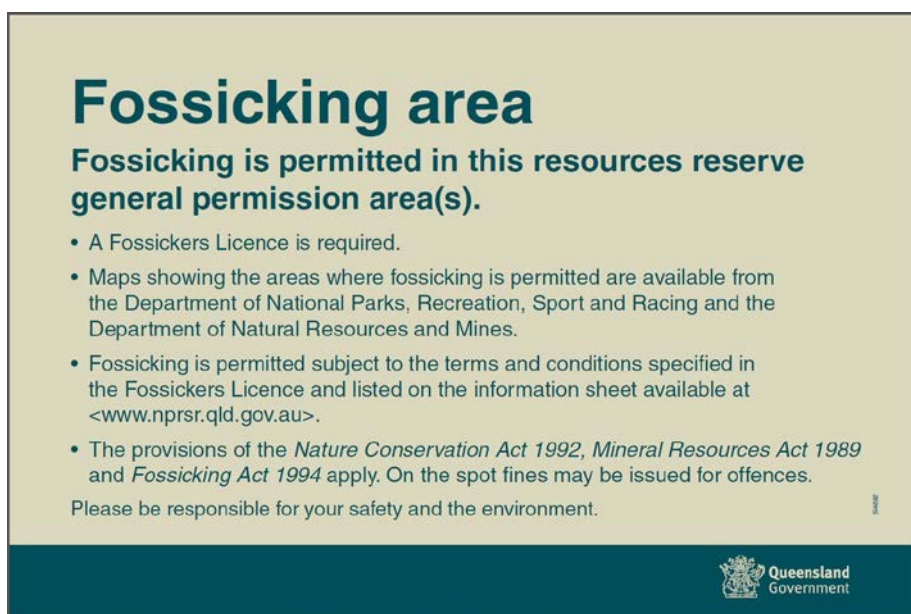 Fossicking area
Fossicking is permitted in this resources reserve
general permission area(s).
• A Fossickers Licence is required.
• Maps showing the areas where fossicking is permitted are available from
the Department of National Parks, Recreation, Sport and Racing and the
Department of Natural Resources and Mines.
• Fossicking is permitted subject to the terms and conditions specified in
the Fossickers Licence and listed on the information sheet available at
<www.nprsr.qld.gov.au>.
• The provisions of the Nature Conservation Act 1992, Mineral Resources Act 1989
and Fossicking Act 1994 apply. On the spot fines may be issued for offences.
Please be responsible for your safety and the environment.
Queensland
Government